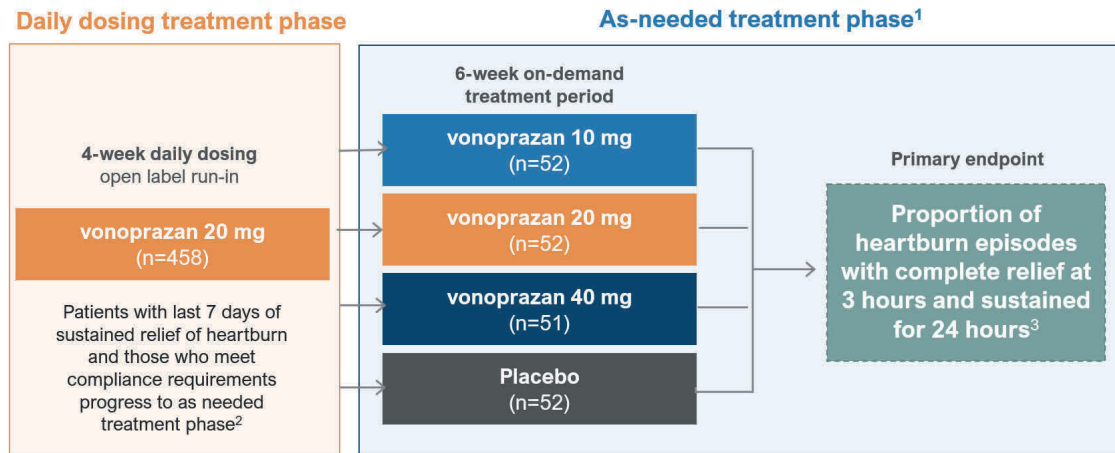 Daily dosing treatment phase
As-needed treatment phase¹
4-week daily dosing
open label run-in
vonoprazan 20 mg
(n=458)
Patients with last 7 days of
sustained relief of heartburn
and those who meet
compliance requirements
progress to as needed
treatment phase²
6-week on-demand
treatment period
vonoprazan 10 mg
(n=52)
vonoprazan 20 mg
(n=52)
vonoprazan 40 mg
(n=51)
Placebo
(n=52)
Primary endpoint
Proportion of
heartburn episodes
with complete relief at
3 hours and sustained
for 24 hours³